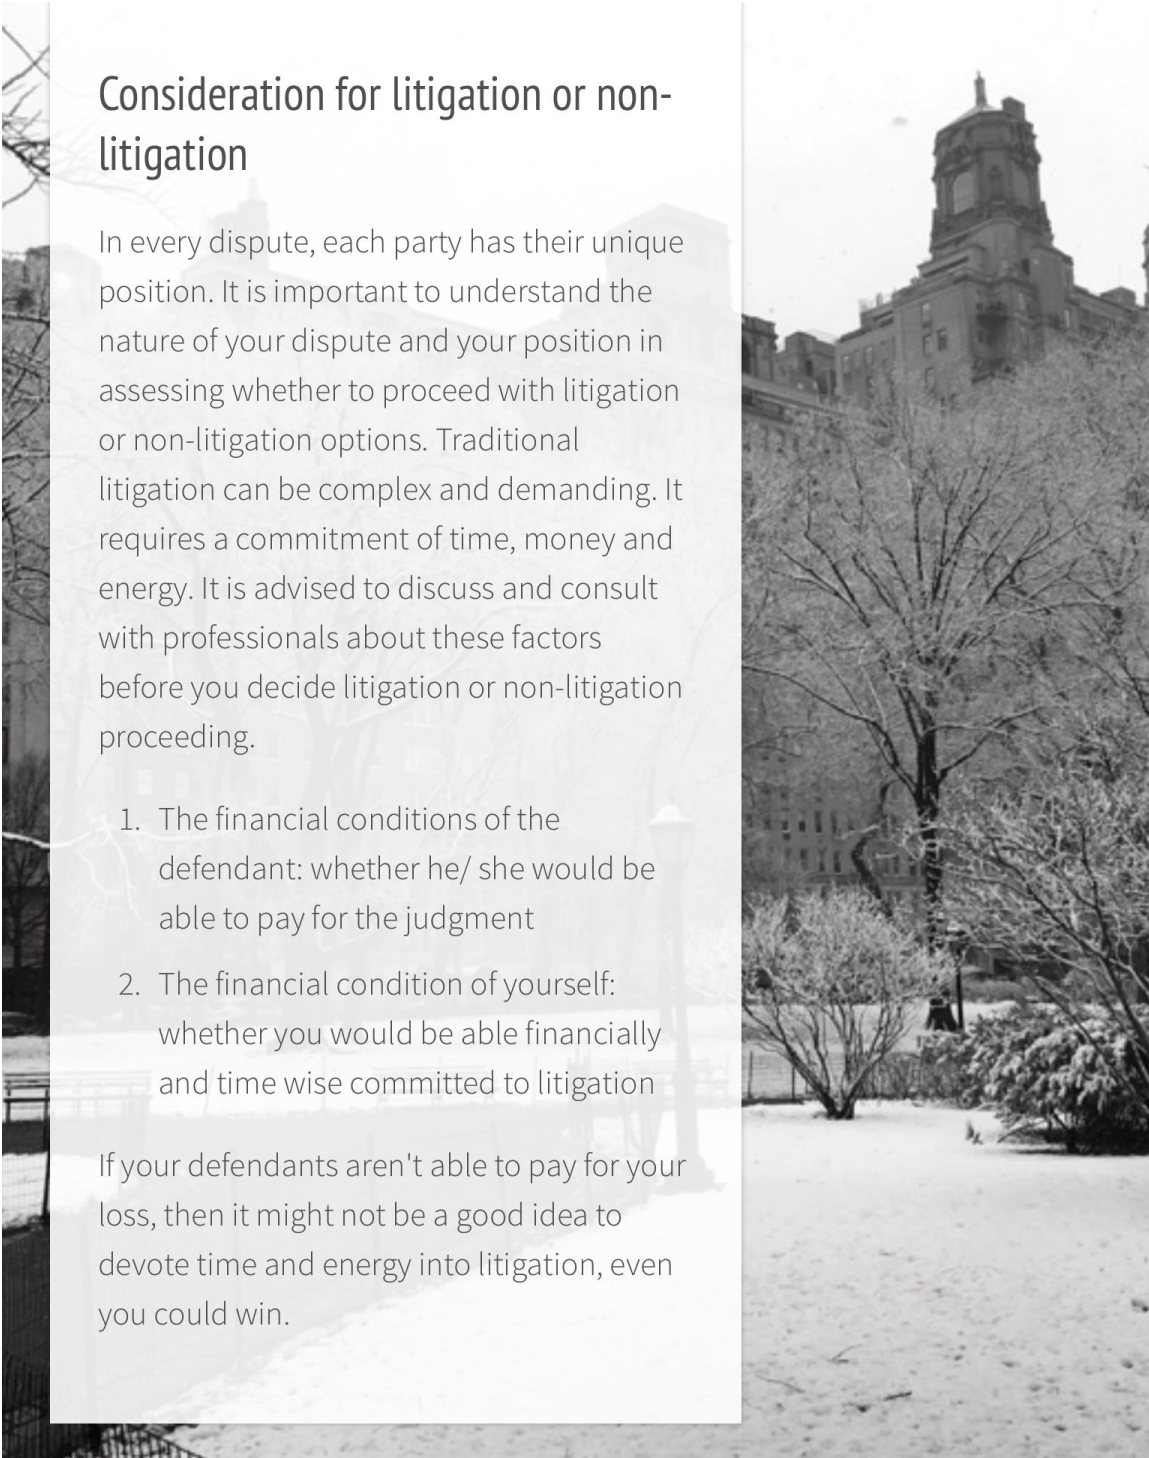 Consideration for litigation or non-
litigation
In every dispute, each party has their unique
position. It is important to understand the
nature of your dispute and your position in
assessing whether to proceed with litigation
or non-litigation options. Traditional
litigation can be complex and demanding. It
requires a commitment of time, money and
energy. It is advised to discuss and consult
with professionals about these factors
before you decide litigation or non-litigation
proceeding.
1. The financial conditions of the
defendant: whether he/ she would be
able to pay for the judgment
2. The financial condition of yourself:
whether you would be able financially
and time wise committed to litigation
If your defendants aren't able to pay for your
loss, then it might not be a good idea to
devote time and energy into litigation, even
you could win.